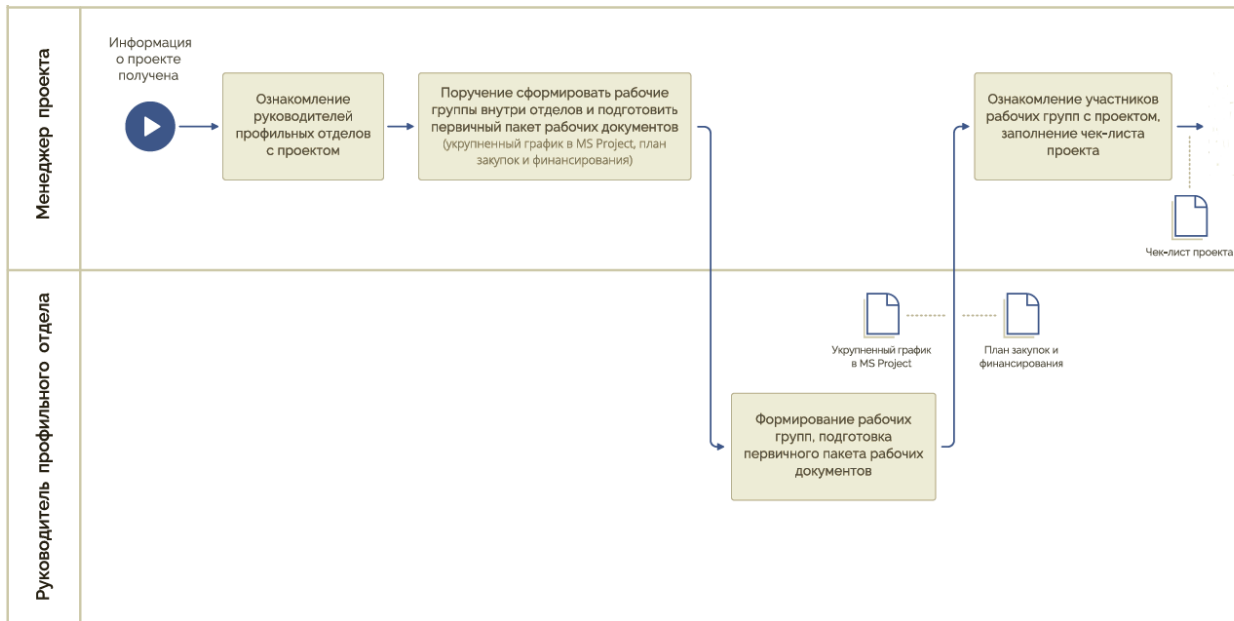 Менеджер проекта
Информация
о проекте
получена
Ознакомление
руководителей
профильных отделов
с проектом
Поручение сформировать рабочие
группы внутри отделов и подготовить
первичный пакет рабочих документов
(укрупненный график в MS Project, план
закупок и финансирования)
Ознакомление участников
рабочих групп с проектом,
заполнение чек-листа
проекта
Чек-лист проекта
Руководитель профильного отдела
Укрупненный график
в MS Project
План закупок и
финансирования
Формирование рабочих
групп, подготовка
первичного пакета рабочих
документов